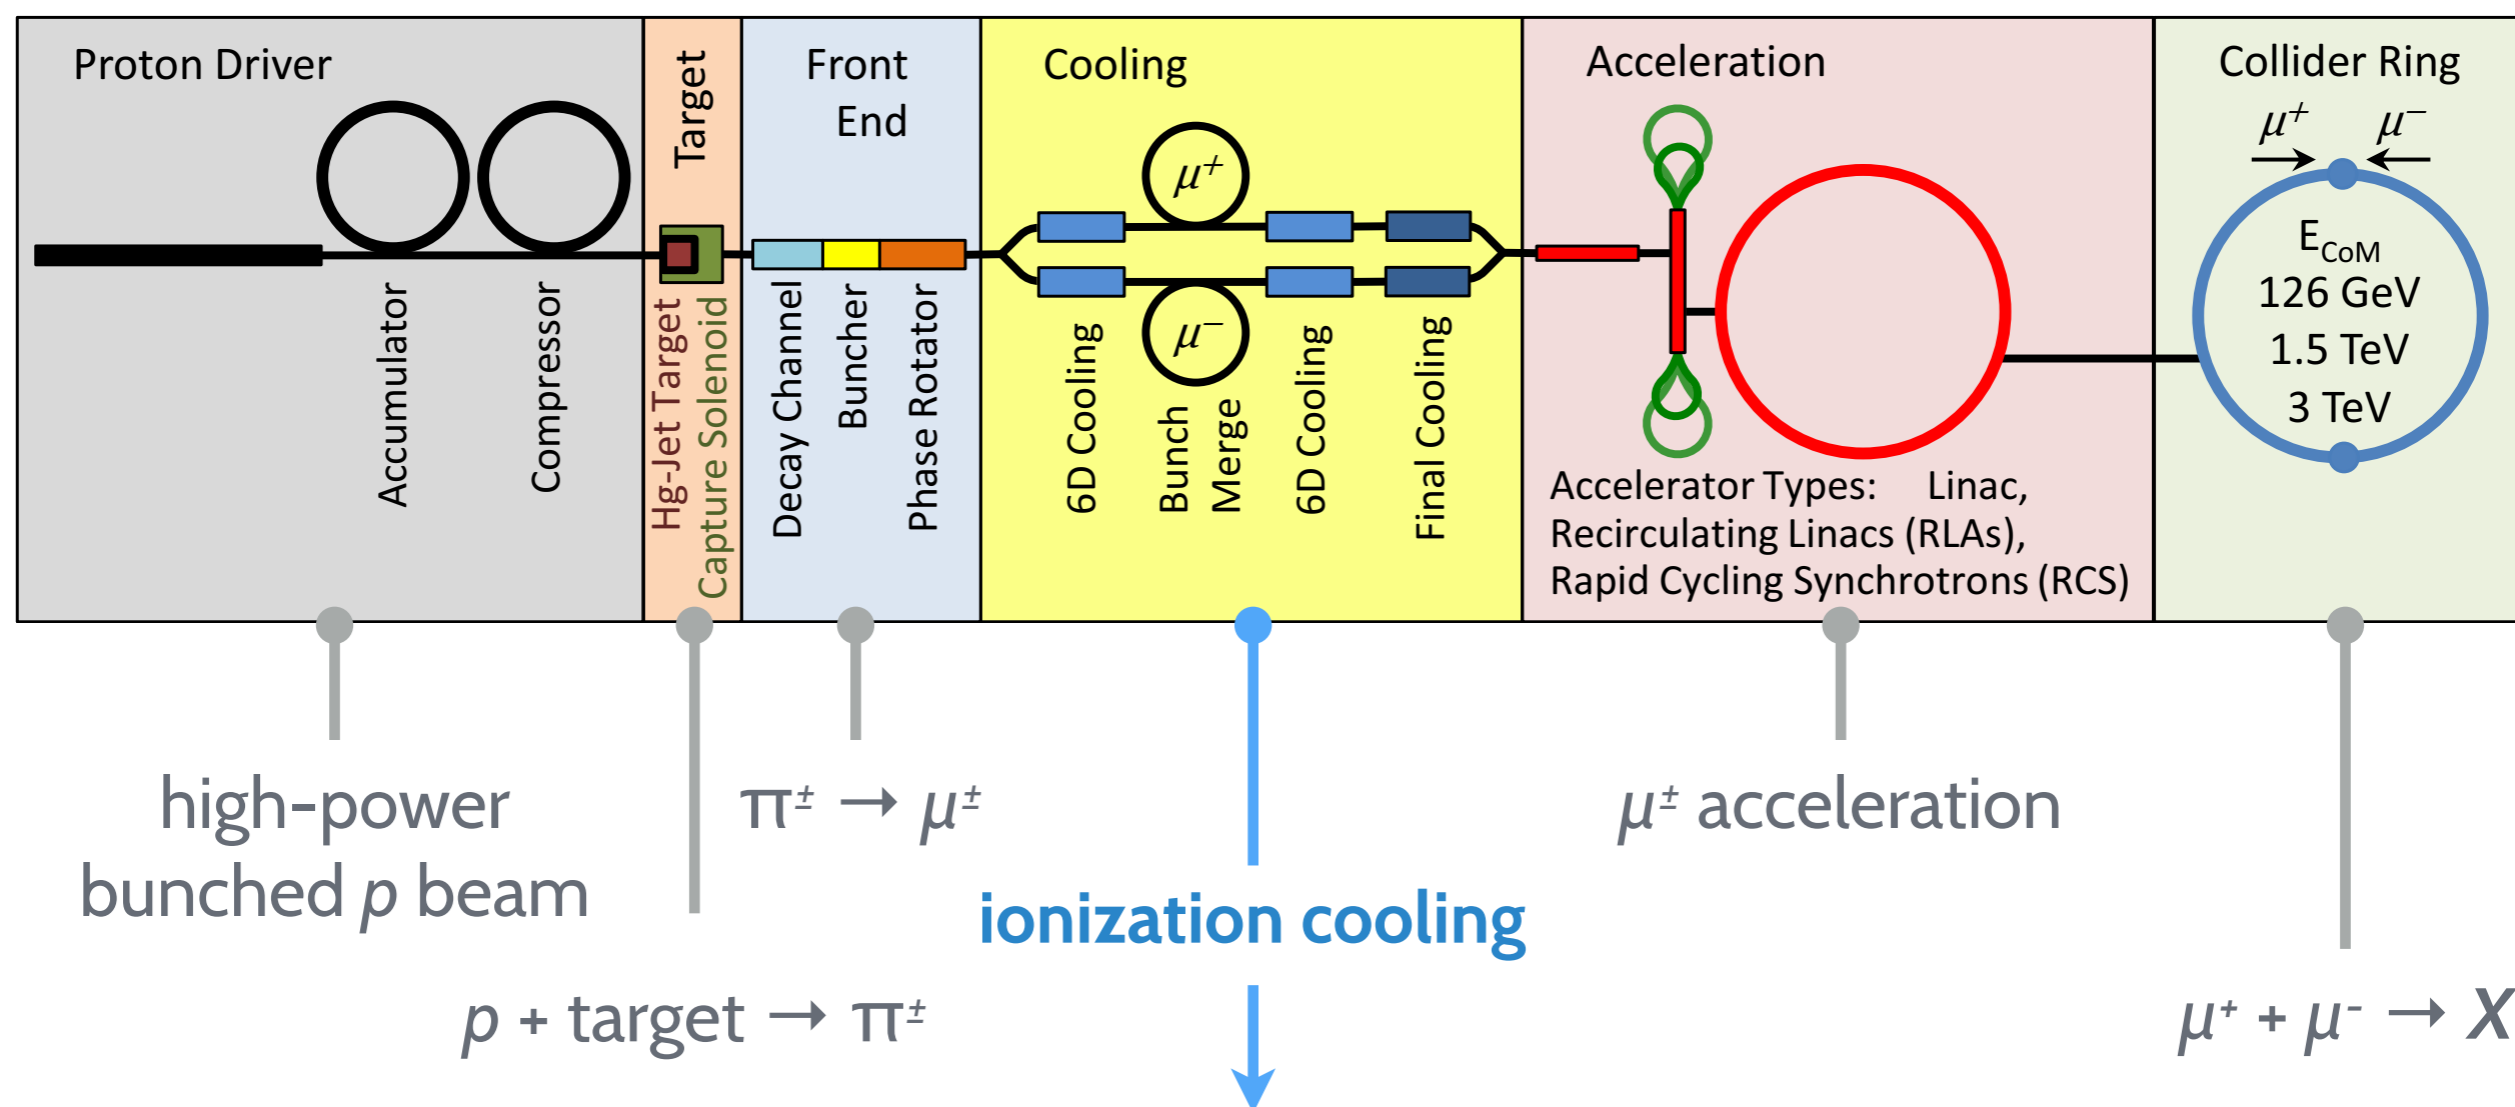 Proton Driver
Accumulator
Compressor
Target
Hg-Jet Target
Capture Solenoid
Front
End
Decay Channel
Buncher
Phase Rotator
Cooling
μ⁺
μ⁻
6D Cooling
Bunch
Merge
6D Cooling
Final Cooling
Acceleration
Accelerator Types: Linac,
Recirculating Linacs (RLAs),
Rapid Cycling Synchrotrons (RCS)
Collider Ring
μ⁺ μ⁻
E_CoM
126 GeV
1.5 TeV
3 TeV
high-power
bunched p beam
p + target → π±
π± → μ±
ionization cooling
μ± acceleration
μ⁺ + μ⁻ → X